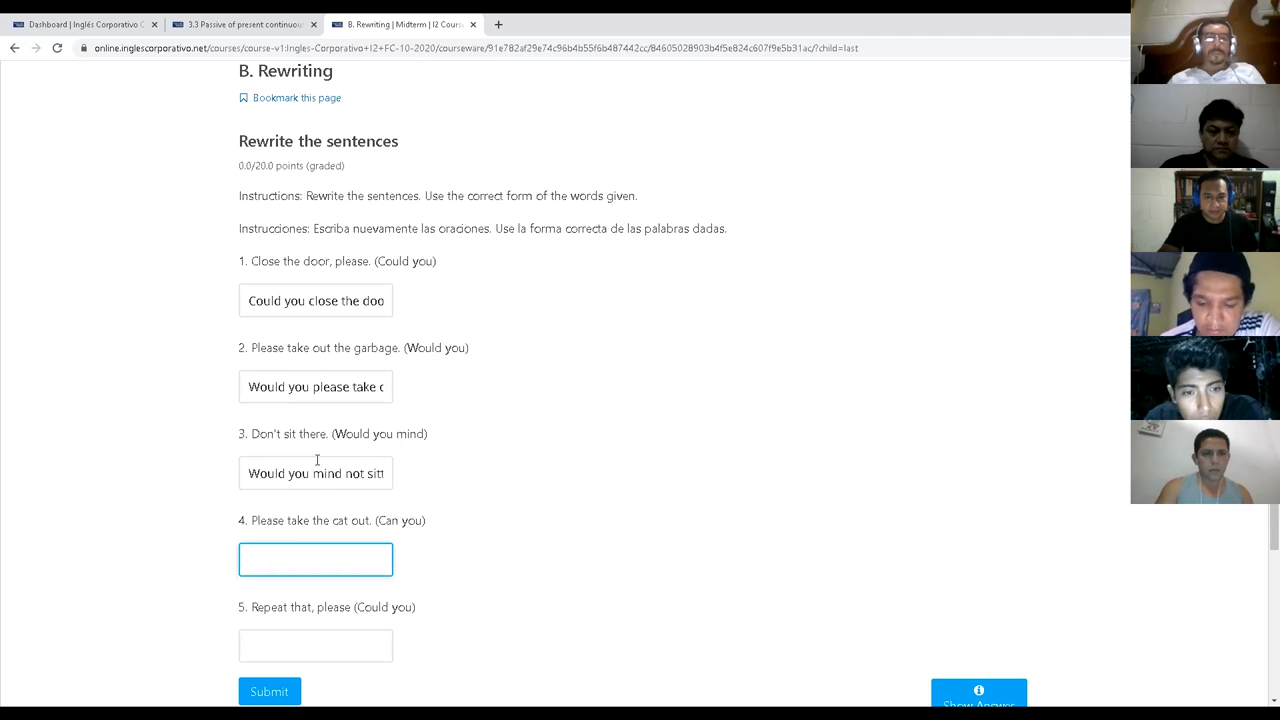 Dashboard | Inglés Corporativo C
3.3 Passive of present continuou
B. Rewriting | Midterm | I2 Cours
online.inglescorporativo.net/courses/course-v1:Ingles-Corporativo+I2+FC-10-2020/courseware/91e7382af29e74c96b4b55f6b487442cc/84605028903b4f5e824c607f9e5b31ac/?child=last
B. Rewriting
Bookmark this page
Rewrite the sentences
0.0/20.0 points (graded)
Instructions: Rewrite the sentences. Use the correct form of the words given.
Instrucciones: Escriba nuevamente las oraciones. Use la forma correcta de las palabras dadas.
1. Close the door, please. (Could you)
Could you close the doo
2. Please take out the garbage. (Would you)
Would you please take c
3. Don't sit there. (Would you mind)
Would you mind not sitt
4. Please take the cat out. (Can you)
5. Repeat that, please (Could you)
Submit
Show Answer